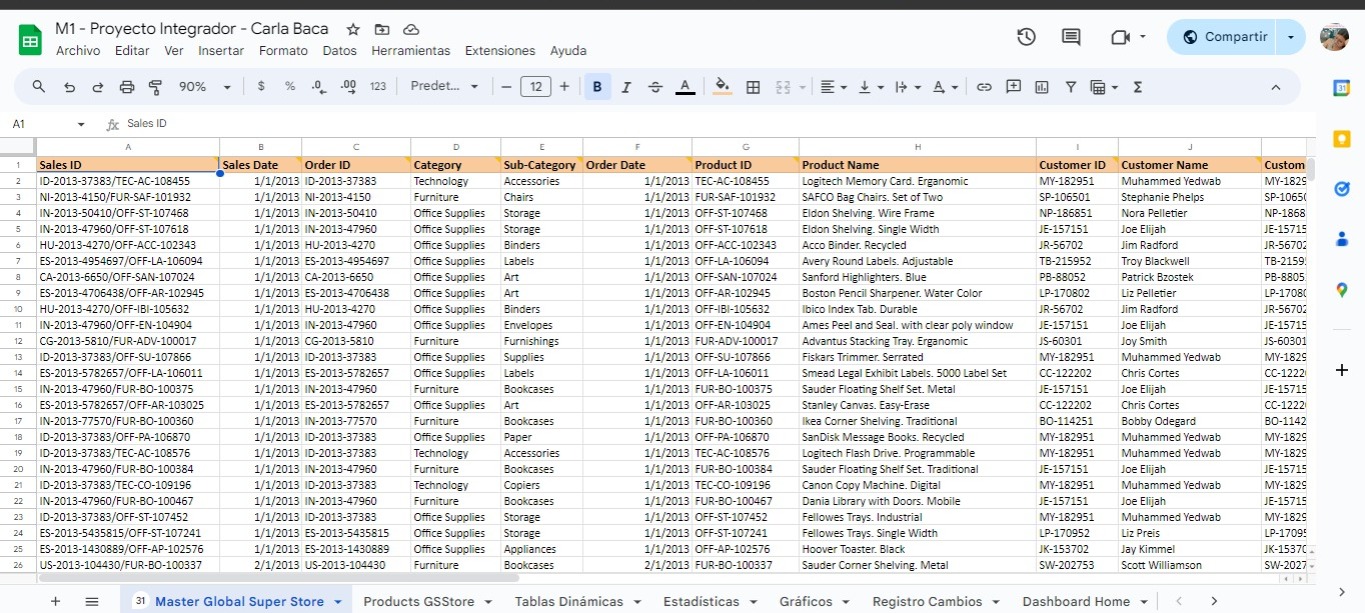 M1 - Proyecto Integrador - Carla Baca
Archivo Editar Ver Insertar Formato Datos Herramientas Extensiones Ayuda
Compartir
90% $ % .0 .00 123 Predet... 12 B I S A A Σ
A1 fx Sales ID
A B C D E F G H I J
1 Sales ID Sales Date Order ID Category Sub-Category Order Date Product ID Product Name Customer ID Customer Name Custom
2 ID-2013-37383/TEC-AC-108455 1/1/2013 ID-2013-37383 Technology Accessories 1/1/2013 TEC-AC-108455 Logitech Memory Card. Erganomic MY-182951 Muhammed Yedwab MY-1829
3 NI-2013-4150/FUR-SAF-101932 1/1/2013 NI-2013-4150 Furniture Chairs 1/1/2013 FUR-SAF-101932 SAFCO Bag Chairs. Set of Two SP-106501 Stephanie Phelps SP-1065
4 IN-2013-50410/OFF-ST-107468 1/1/2013 IN-2013-50410 Office Supplies Storage 1/1/2013 OFF-ST-107468 Eldon Shelving. Wire Frame NP-186851 Nora Pelletier NP-1868
5 IN-2013-47960/OFF-ST-107618 1/1/2013 IN-2013-47960 Office Supplies Storage 1/1/2013 OFF-ST-107618 Eldon Shelving. Single Width JE-157151 Joe Elijah JE-15715
6 HU-2013-4270/OFF-ACC-102343 1/1/2013 HU-2013-4270 Office Supplies Binders 1/1/2013 OFF-ACC-102343 Acco Binder. Recycled JR-56702 Jim Radford JR-56702
7 ES-2013-4954697/OFF-LA-106094 1/1/2013 ES-2013-4954697 Office Supplies Labels 1/1/2013 OFF-LA-106094 Avery Round Labels. Adjustable TB-215952 Troy Blackwell TB-2159
8 CA-2013-6650/OFF-SAN-107024 1/1/2013 CA-2013-6650 Office Supplies Art 1/1/2013 OFF-SAN-107024 Sanford Highlighters. Blue PB-88052 Patrick Bzostek PB-8805
9 ES-2013-4706438/OFF-AR-102945 1/1/2013 ES-2013-4706438 Office Supplies Art 1/1/2013 OFF-AR-102945 Boston Pencil Sharpener. Water Color LP-170802 Liz Pelletier LP-1708
10 HU-2013-4270/OFF-IBI-105632 1/1/2013 HU-2013-4270 Office Supplies Binders 1/1/2013 OFF-IBI-105632 Ibico Index Tab. Durable JR-56702 Jim Radford JR-56702
11 IN-2013-47960/OFF-EN-104904 1/1/2013 IN-2013-47960 Office Supplies Envelopes 1/1/2013 OFF-EN-104904 Ames Peel and Seal. with clear poly window JE-157151 Joe Elijah JE-15715
12 CG-2013-5810/FUR-ADV-100017 1/1/2013 CG-2013-5810 Furniture Furnishings 1/1/2013 FUR-ADV-100017 Advantus Stacking Tray. Erganomic JS-60301 Joy Smith JS-60301
13 ID-2013-37383/OFF-SU-107866 1/1/2013 ID-2013-37383 Office Supplies Supplies 1/1/2013 OFF-SU-107866 Fiskars Trimmer. Serrated MY-182951 Muhammed Yedwab MY-1829
14 ES-2013-5782657/OFF-LA-106011 1/1/2013 ES-2013-5782657 Office Supplies Labels 1/1/2013 OFF-LA-106011 Smead Legal Exhibit Labels. 5000 Label Set CC-122202 Chris Cortes CC-1222
15 IN-2013-47960/FUR-BO-100375 1/1/2013 IN-2013-47960 Furniture Bookcases 1/1/2013 FUR-BO-100375 Sauder Floating Shelf Set. Metal JE-157151 Joe Elijah JE-15715
16 ES-2013-5782657/OFF-AR-103025 1/1/2013 ES-2013-5782657 Office Supplies Art 1/1/2013 OFF-AR-103025 Stanley Canvas. Easy-Erase CC-122202 Chris Cortes CC-1222
17 IN-2013-77570/FUR-BO-100360 1/1/2013 IN-2013-77570 Furniture Bookcases 1/1/2013 FUR-BO-100360 Ikea Corner Shelving. Traditional BO-114251 Bobby Odegard BO-1142
18 ID-2013-37383/OFF-PA-106870 1/1/2013 ID-2013-37383 Office Supplies Paper 1/1/2013 OFF-PA-106870 SanDisk Message Books. Recycled MY-182951 Muhammed Yedwab MY-1829
19 ID-2013-37383/TEC-AC-108576 1/1/2013 ID-2013-37383 Technology Accessories 1/1/2013 TEC-AC-108576 Logitech Flash Drive. Programmable MY-182951 Muhammed Yedwab MY-1829
20 IN-2013-47960/FUR-BO-100384 1/1/2013 IN-2013-47960 Furniture Bookcases 1/1/2013 FUR-BO-100384 Sauder Floating Shelf Set. Traditional JE-157151 Joe Elijah JE-15715
21 ID-2013-37383/TEC-CO-109196 1/1/2013 ID-2013-37383 Technology Copiers 1/1/2013 TEC-CO-109196 Canon Copy Machine. Digital MY-182951 Muhammed Yedwab MY-1829
22 IN-2013-47960/FUR-BO-100467 1/1/2013 IN-2013-47960 Furniture Bookcases 1/1/2013 FUR-BO-100467 Dania Library with Doors. Mobile JE-157151 Joe Elijah JE-15715
23 ID-2013-37383/OFF-ST-107452 1/1/2013 ID-2013-37383 Office Supplies Storage 1/1/2013 OFF-ST-107452 Fellowes Trays. Industrial MY-182951 Muhammed Yedwab MY-1829
24 ES-2013-5435815/OFF-ST-107241 1/1/2013 ES-2013-5435815 Office Supplies Storage 1/1/2013 OFF-ST-107241 Fellowes Trays. Single Width LP-170952 Liz Preis LP-1709
25 ES-2013-1430889/OFF-AP-102576 1/1/2013 ES-2013-1430889 Office Supplies Appliances 1/1/2013 OFF-AP-102576 Hoover Toaster. Black JK-153702 Jay Kimmel JK-1537
26 US-2013-104430/FUR-BO-100337 2/1/2013 US-2013-104430 Furniture Bookcases 2/1/2013 FUR-BO-100337 Sauder Corner Shelving. Metal SW-202753 Scott Williamson SW-2027
31 Master Global Super Store Products GSStore Tablas Dinámicas Estadísticas Gráficos Registro Cambios Dashboard Home